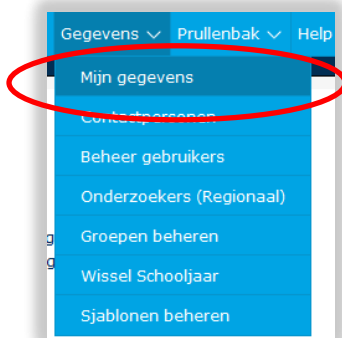 Gegevens Prullenbak Help
Mijn gegevens
Contactpersonen
Beheer gebruikers
Onderzoekers (Regionaal)
Groepen beheren
Wissel Schooljaar
Sjablonen beheren
g
g